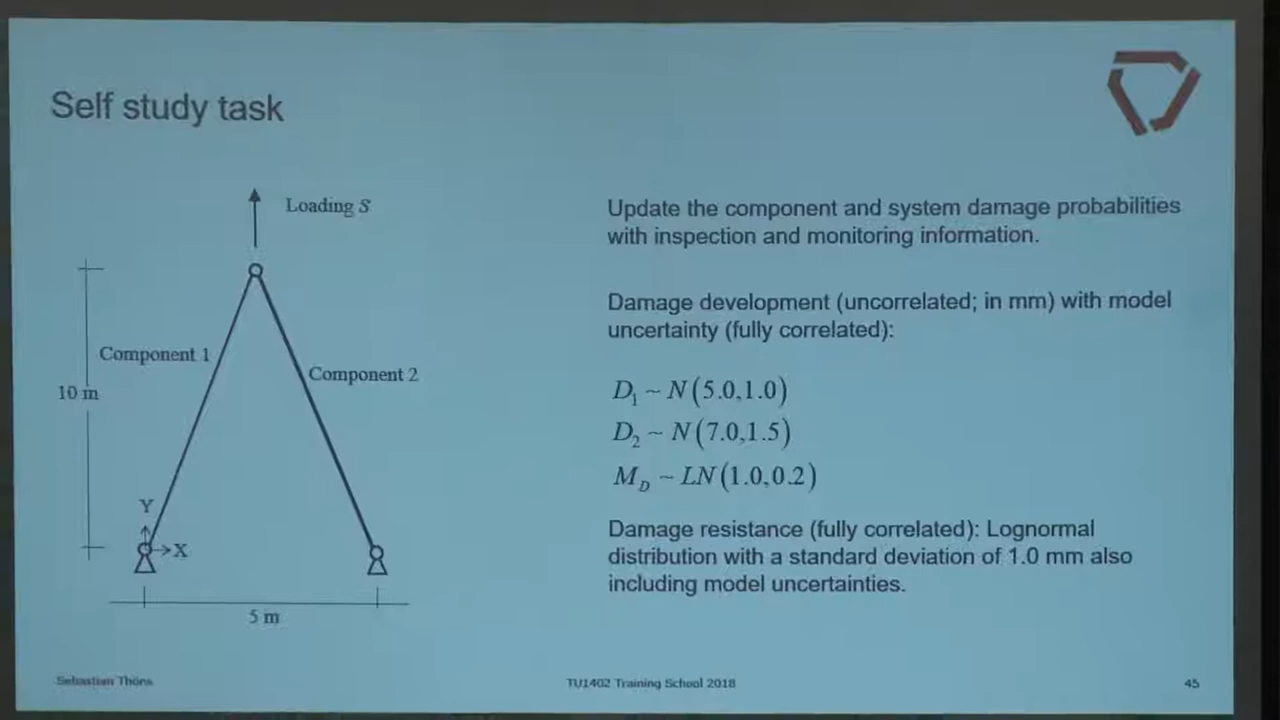 Self study task
Loading S
Component 1
Component 2
10 m
Y
X
5 m
Update the component and system damage probabilities
with inspection and monitoring information.
Damage development (uncorrelated; in mm) with model
uncertainty (fully correlated):
D₁ ~ N(5.0,1.0)
D₂ ~ N(7.0,1.5)
M_D ~ LN(1.0,0.2)
Damage resistance (fully correlated): Lognormal
distribution with a standard deviation of 1.0 mm also
including model uncertainties.
Sebastian Thöns
TU1402 Training School 2018
45